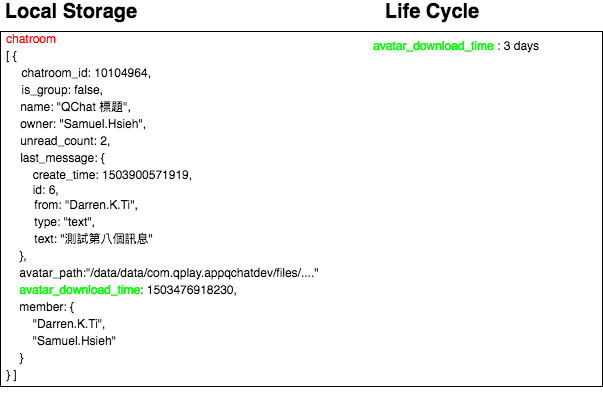 Local Storage
Life Cycle
chatroom
avatar_download_time : 3 days
[ {
chatroom_id: 10104964,
is_group: false,
name: "QChat 標題",
owner: "Samuel.Hsieh",
unread_count: 2,
last_message: {
create_time: 1503900571919,
id: 6,
from: "Darren.K.Ti",
type: "text",
text: "測試第八個訊息"
},
avatar_path:"/data/data/com.qplay.appqchatdev/files/...."
avatar_download_time: 1503476918230,
member: {
"Darren.K.Ti",
"Samuel.Hsieh"
}
} ]